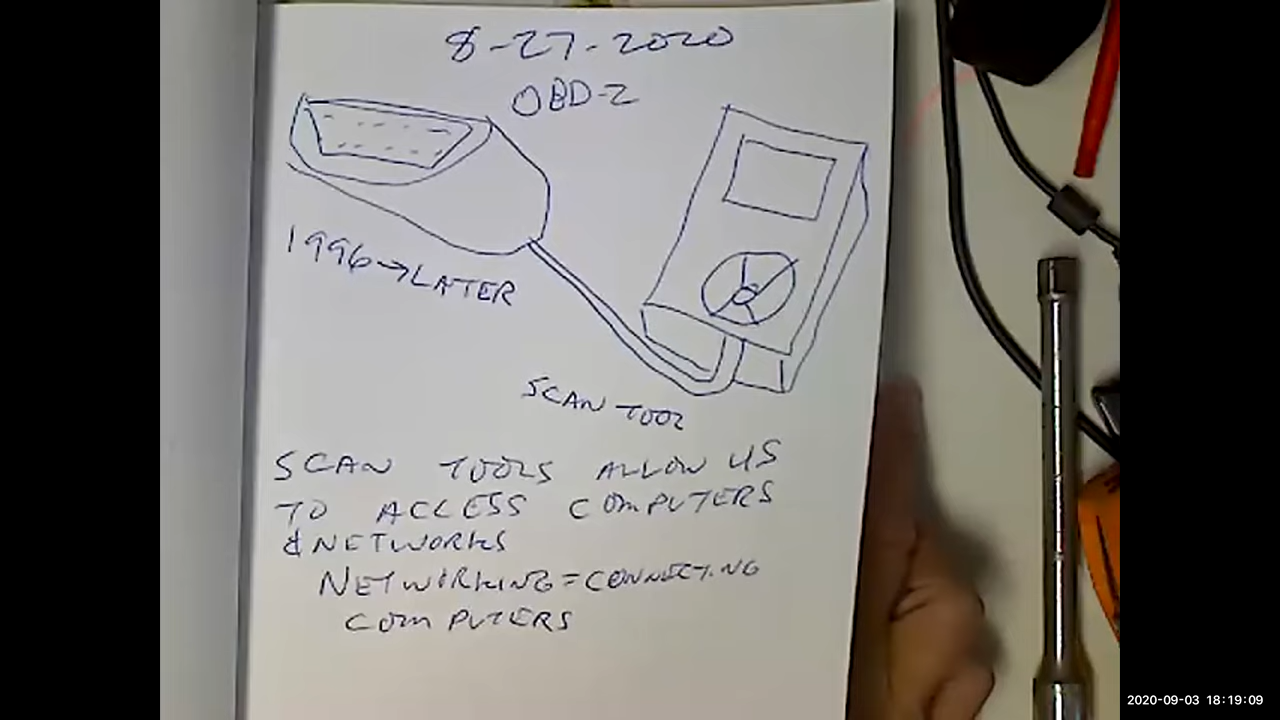 8-27-2020
OBD-2
1996→LATER
SCAN TOOL
SCAN TOOLS ALLOW US
TO ACCESS COMPUTERS
& NETWORKS
NETWORKING = CONNECTING
COMPUTERS
2020-09-03 18:19:09